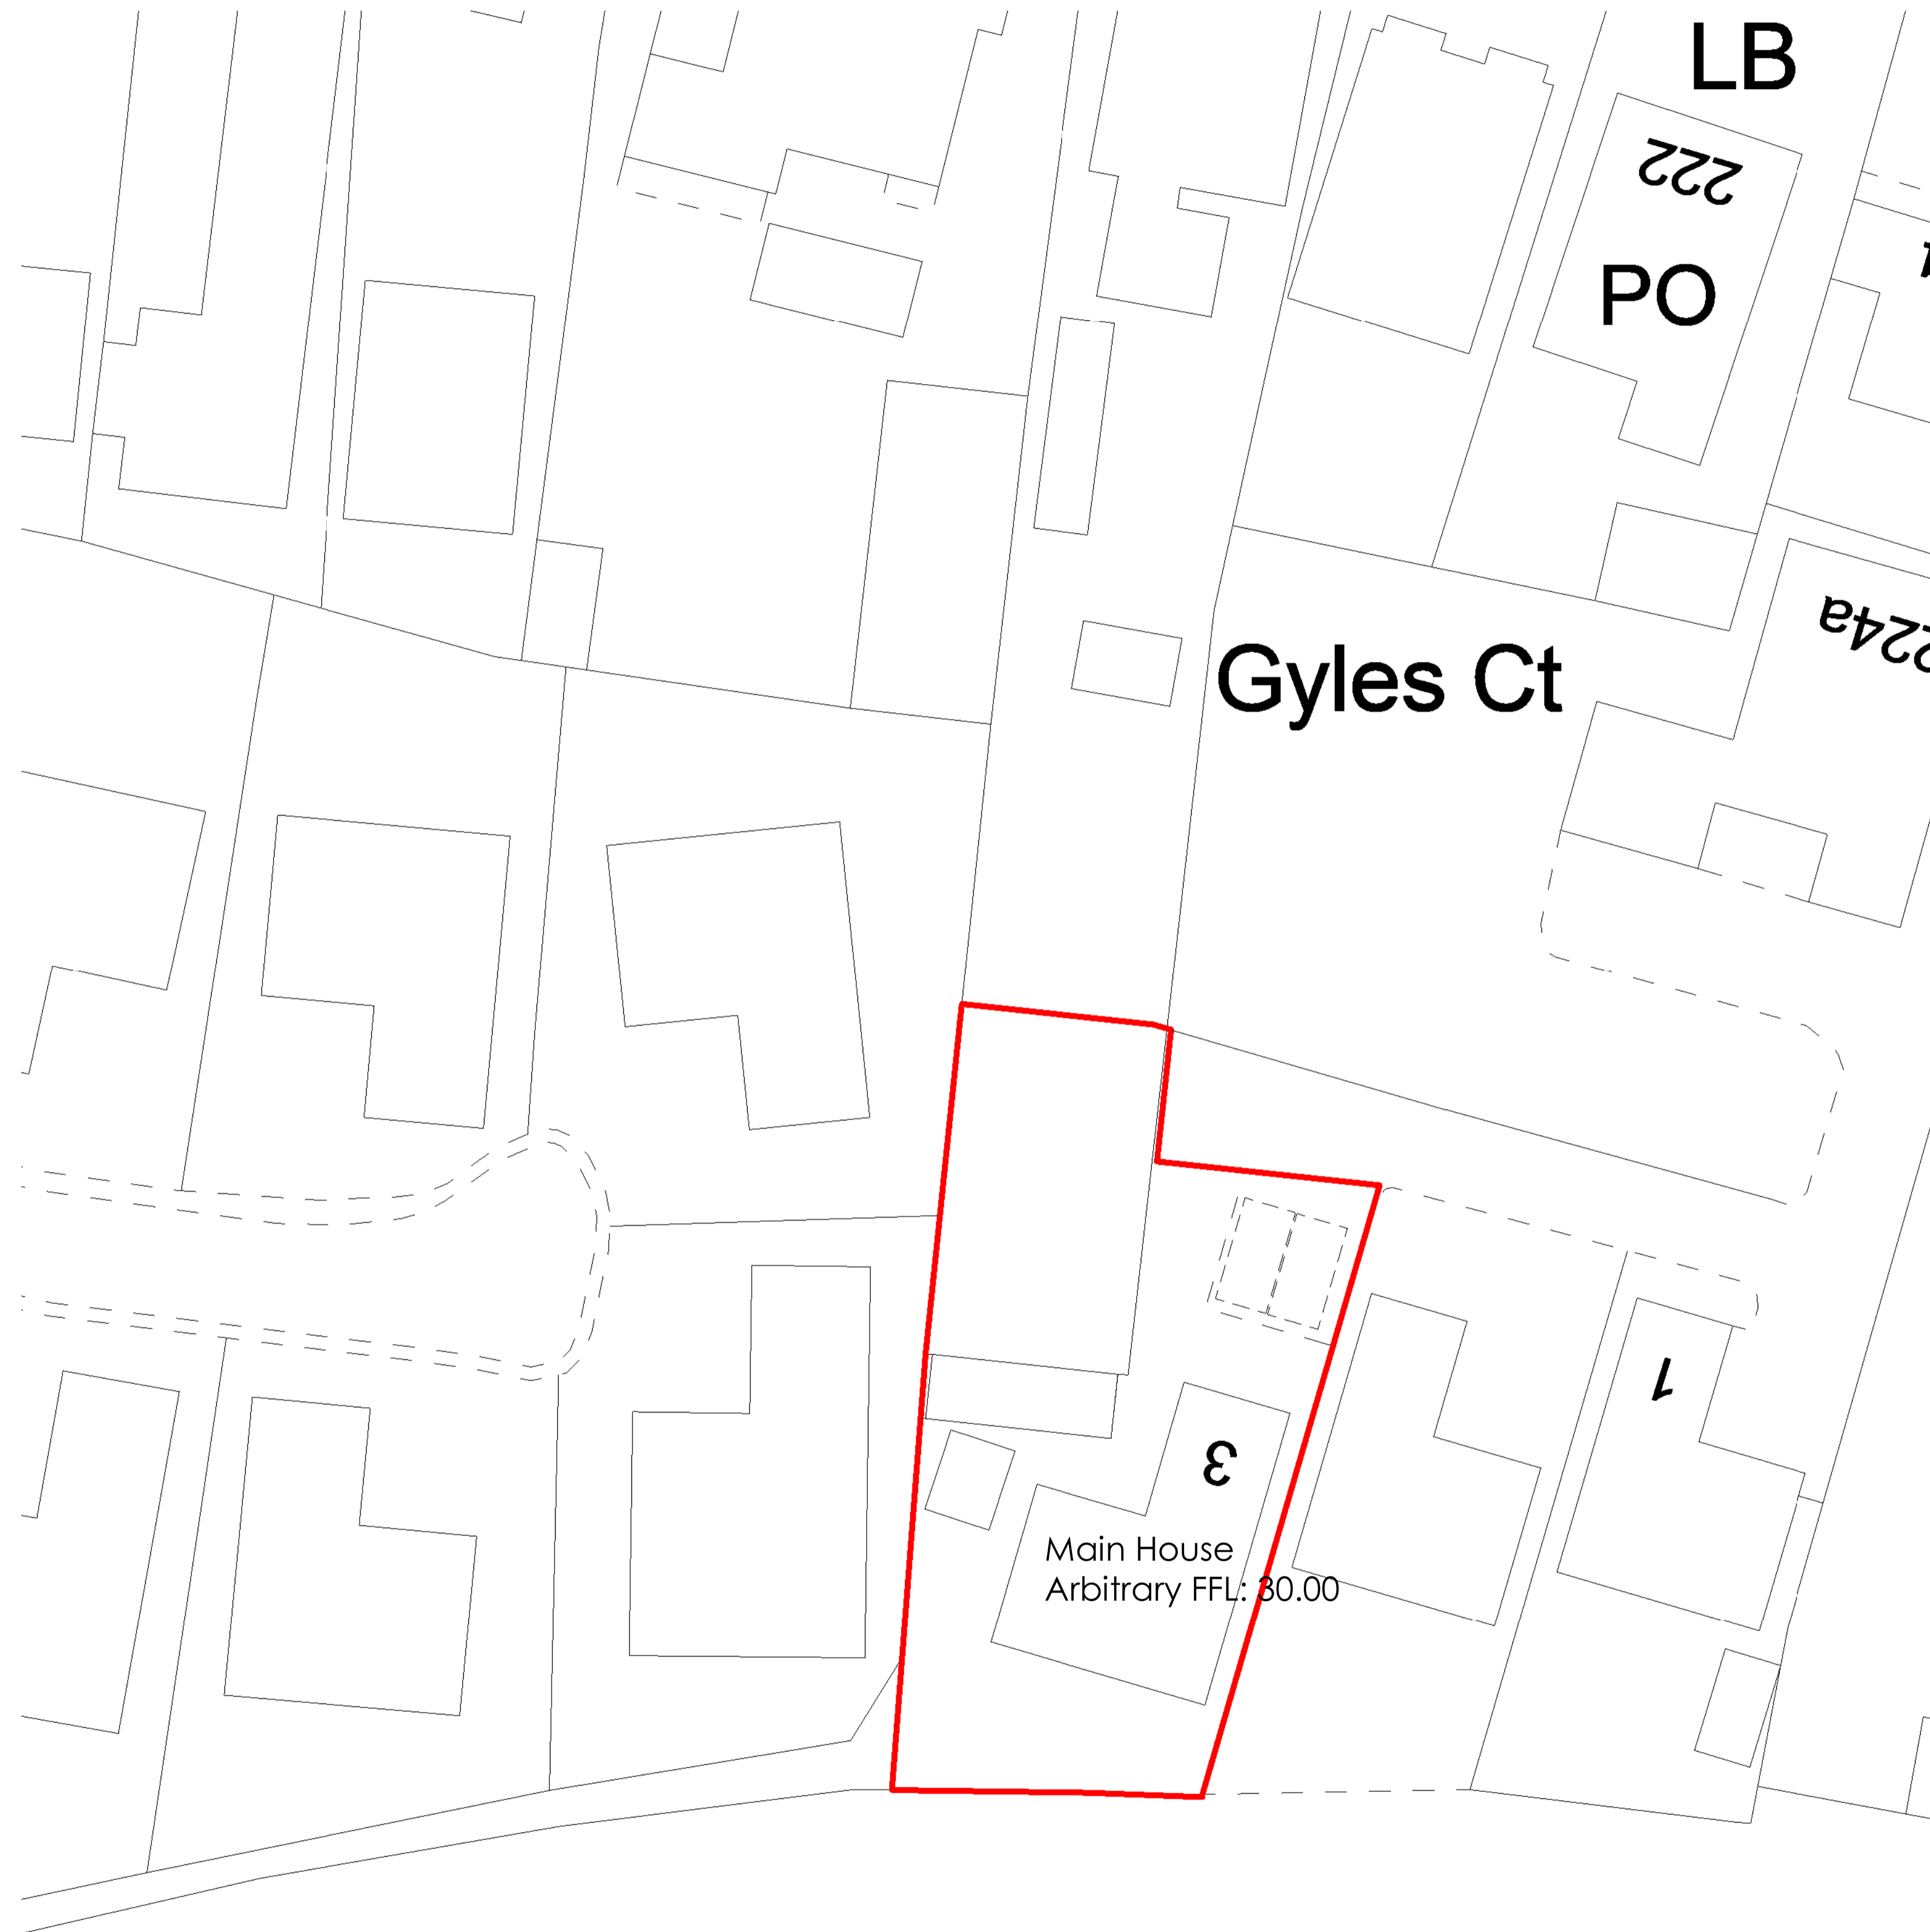 LB
222
PO
Gyles Ct
224a
1
3
Main House
Arbitrary FFL: 30.00